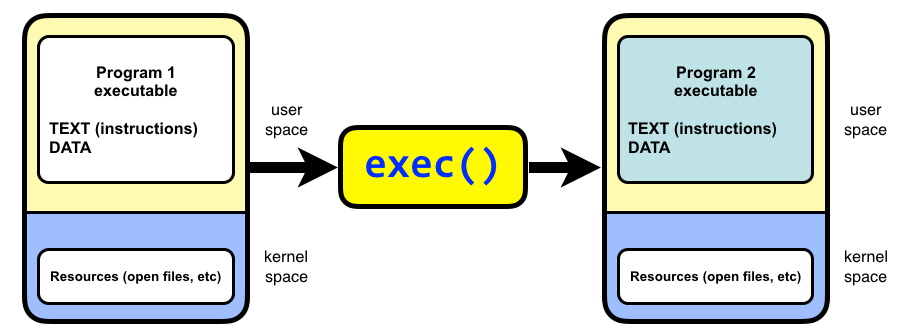 Program 1
executable
TEXT (instructions)
DATA
Resources (open files, etc)
user
space
kernel
space
exec()
Program 2
executable
TEXT (instructions)
DATA
Resources (open files, etc)
user
space
kernel
space